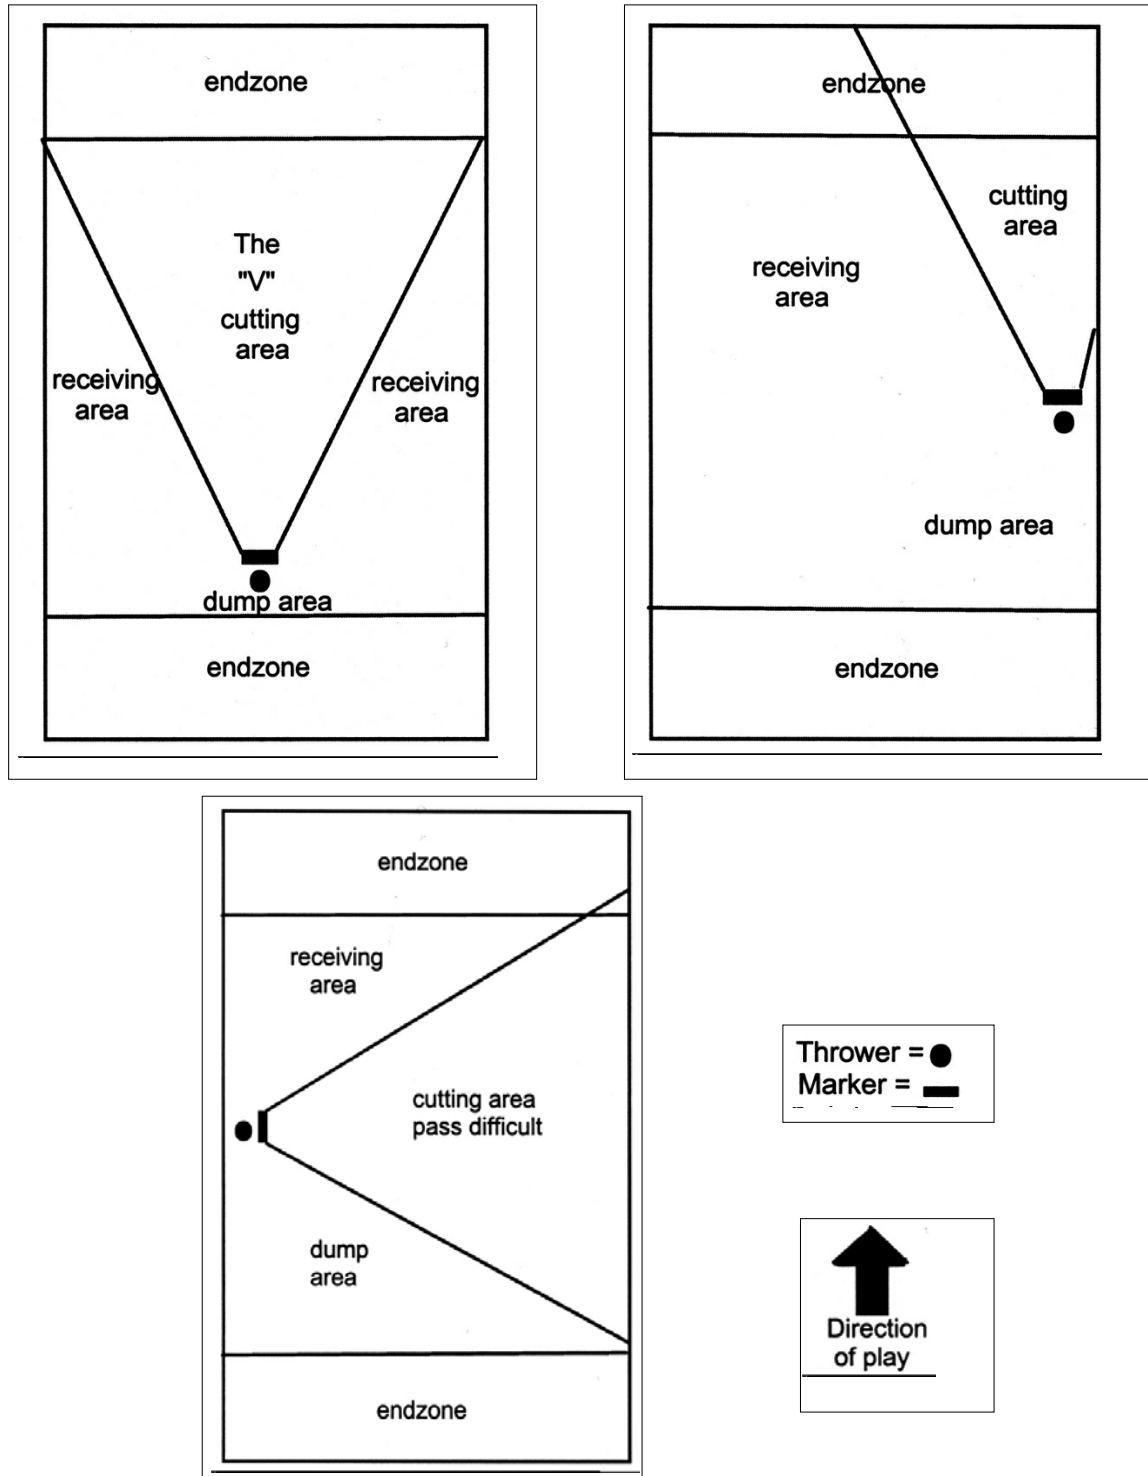 endzone
The
"V"
cutting
area
receiving
area
receiving
area
dump area
endzone
endzone
cutting
area
receiving
area
dump area
endzone
endzone
receiving
area
cutting area
pass difficult
dump
area
endzone
Thrower =
Marker =
Direction
of play